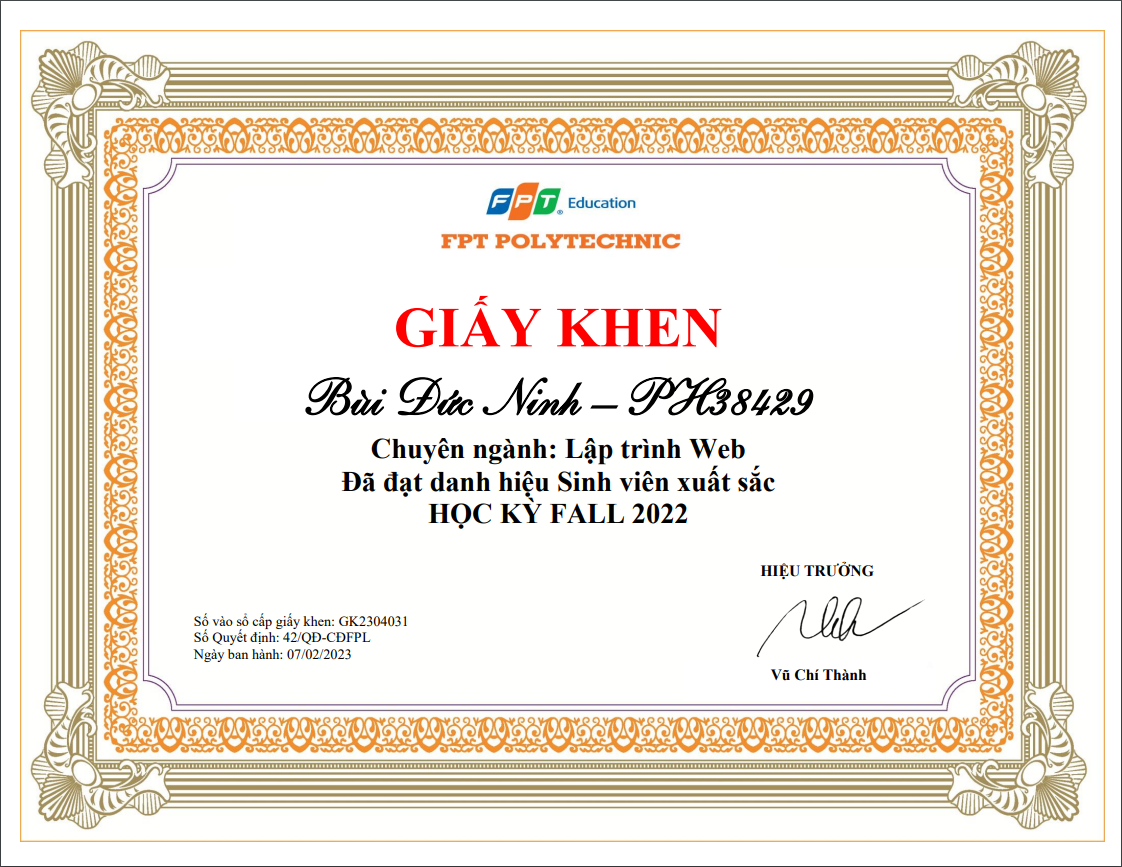 FPT® Education
FPT POLYTECHNIC
GIẤY KHEN
Bùi Đức Ninh – PH38429
Chuyên ngành: Lập trình Web
Đã đạt danh hiệu Sinh viên xuất sắc
HỌC KỲ FALL 2022
HIỆU TRƯỞNG
Số vào sổ cấp giấy khen: GK2304031
Số Quyết định: 42/QĐ-CĐFPL
Ngày ban hành: 07/02/2023
Vũ Chí Thành